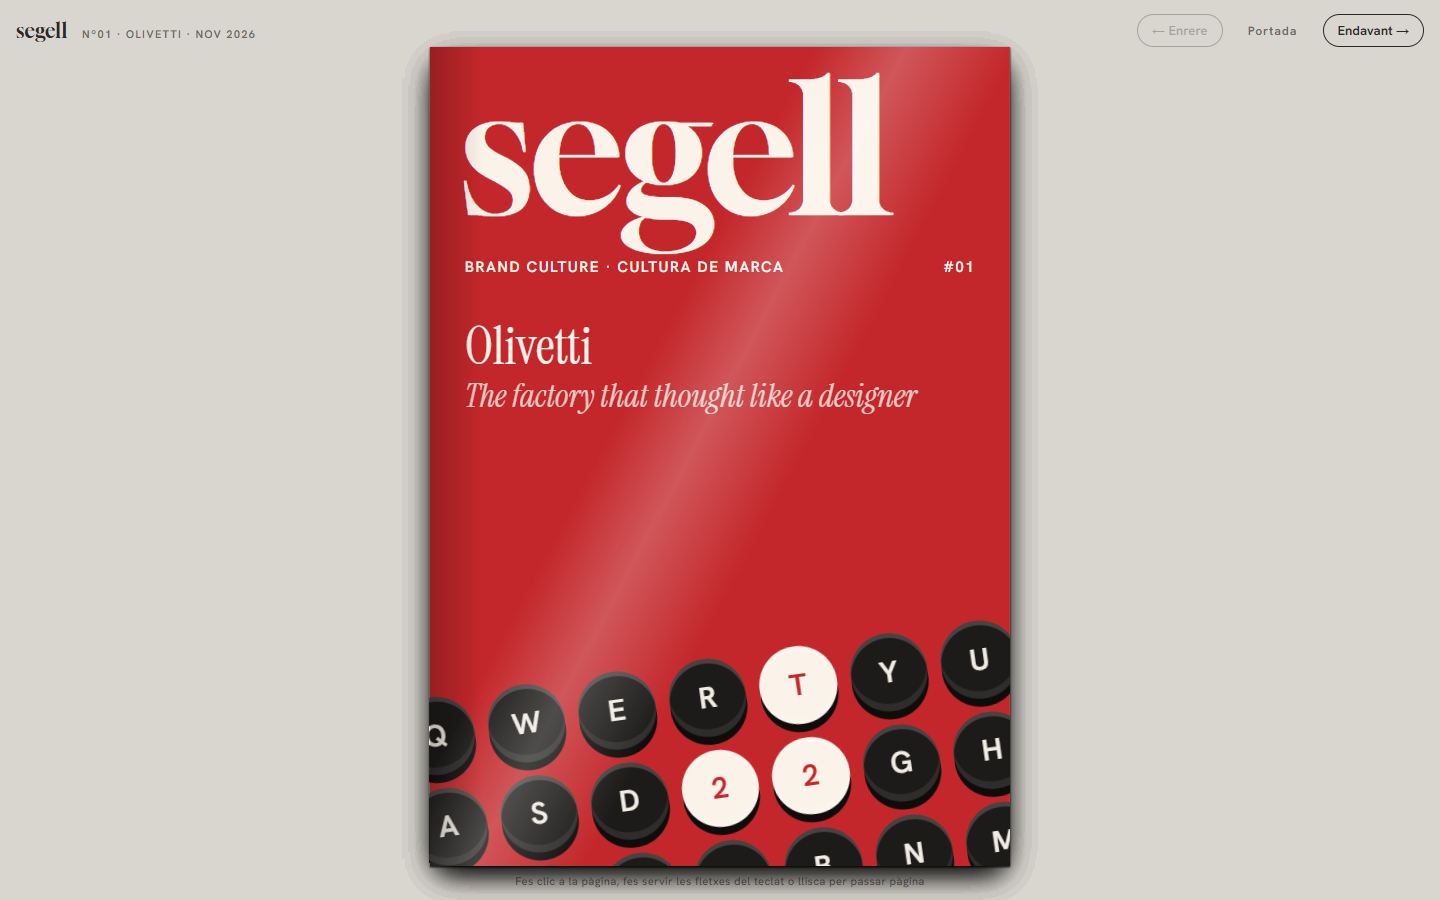 segell Nº01 · OLIVETTI · NOV 2026
← Enrere Portada Endavant →
segell
BRAND CULTURE · CULTURA DE MARCA #01
Olivetti
The factory that thought like a designer
Q W E R T Y U
A S D 2 2 G H
B N M
Fes clic a la pàgina, fes servir les fletxes del teclat o llisca per passar pàgina